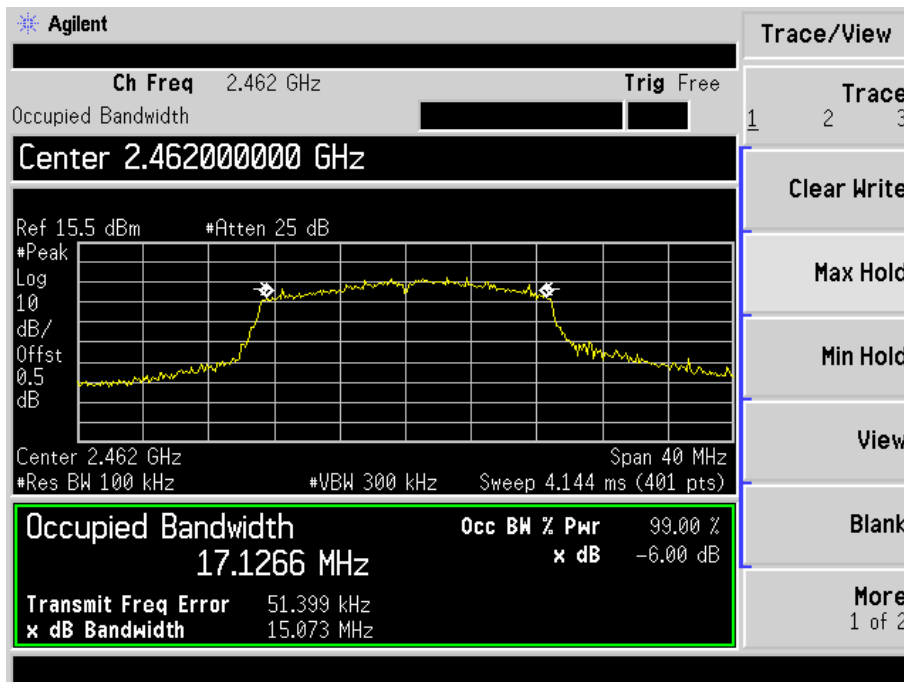 Agilent
Trace/View
Ch Freq 2.462 GHz Trig Free
Occupied Bandwidth
Trace
1 2 3
Center 2.462000000 GHz
Clear Write
Ref 15.5 dBm #Atten 25 dB
#Peak
Log
10
dB/
Offst
0.5
dB
Max Hold
Min Hold
Center 2.462 GHz Span 40 MHz
#Res BW 100 kHz #VBW 300 kHz Sweep 4.144 ms (401 pts)
View
Occupied Bandwidth
17.1266 MHz
Occ BW % Pwr 99.00 %
x dB -6.00 dB
Blank
Transmit Freq Error 51.399 kHz
x dB Bandwidth 15.073 MHz
More
1 of 2